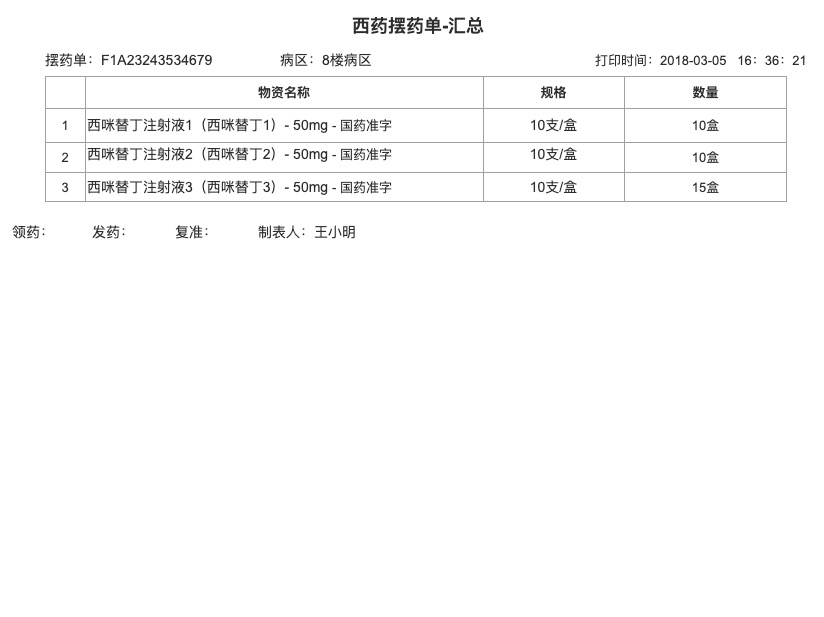 西药摆药单-汇总
摆药单：F1A23243534679 病区：8楼病区 打印时间：2018-03-05 16：36：21
物资名称 规格 数量
1 西咪替丁注射液1（西咪替丁1）- 50mg - 国药准字 10支/盒 10盒
2 西咪替丁注射液2（西咪替丁2）- 50mg - 国药准字 10支/盒 10盒
3 西咪替丁注射液3（西咪替丁3）- 50mg - 国药准字 10支/盒 15盒
领药： 发药： 复准： 制表人：王小明